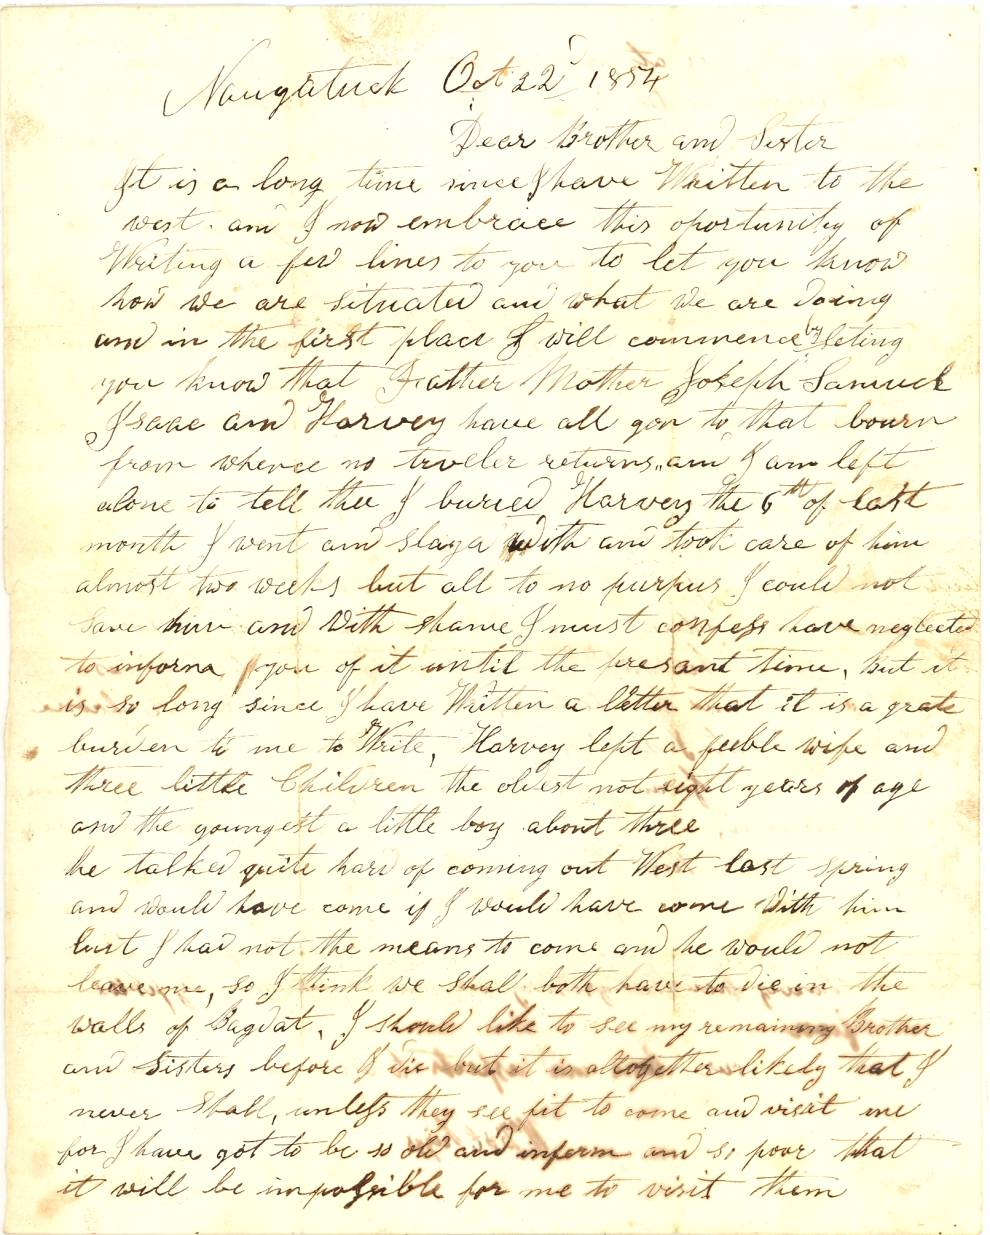 Naugatuck Oct 22d 1854
Dear Brother and Sister
It is a long time since I have Written to the
west. and I now embrace this oportunity of
Writing a few lines to you to let you know
how we are situated and what we are doing
and in the first place I will commence by leting
you know that Father Mother Joseph Samuel
Isaac and Harvey have all gon to that bourn
from whence no trveler returns, and I am left
alone to tell thee I buried Harvey the 6th of last
month I went and staya with and took care of him
almost two weeks but all to no purpus I could not
save him and with shame I must confess have neglected
to inform you of it until the presant time, but it
is so long since I have Written a letter that it is a grate
burden to me to Write, Harvey left a feeble wife and
three little Children the oldest not eight years of age
and the youngest a little boy about three
he talked quite hard of coming out West last spring
and would have come if I would have come With him
but I had not the means to come and he would not
leave me, so I think we shal both have to die in the
walls of Bagdat, I should like to see my remaining Brother
and Sisters before I die but it is altogether likely that I
never shall, unless they see fit to come and visit me
for I have got to be so old and inferm and so poor that
it will be impossible for me to visit them